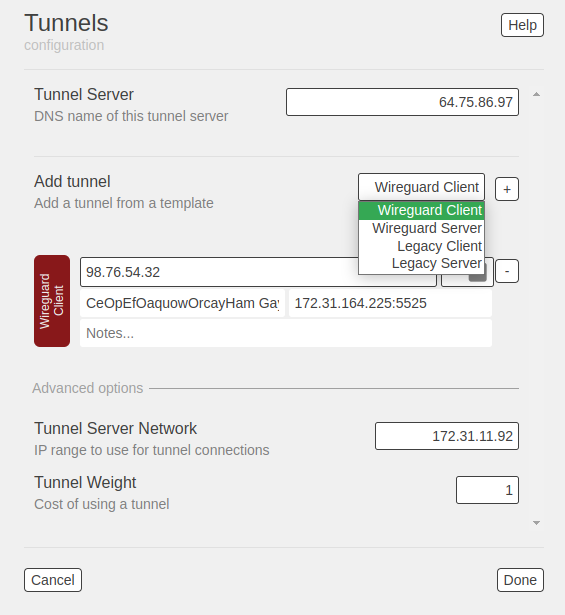 Tunnels
Help
configuration
Tunnel Server
64.75.86.97
DNS name of this tunnel server
Add tunnel
Wireguard Client
+
Add a tunnel from a template
Wireguard Client
Wireguard Server
Legacy Client
Legacy Server
Wireguard
Client
98.76.54.32
-
CeOpEfOaquowOrcayHam Gay
172.31.164.225:5525
Notes...
Advanced options
Tunnel Server Network
172.31.11.92
IP range to use for tunnel connections
Tunnel Weight
1
Cost of using a tunnel
Cancel
Done